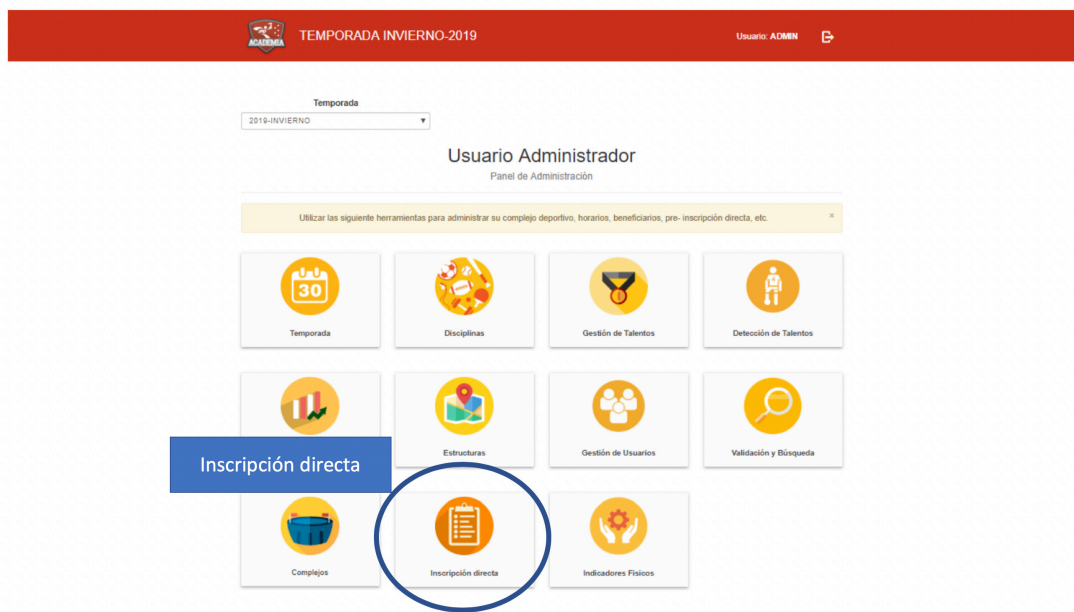 ACADEMIA
TEMPORADA INVIERNO-2019
Usuario: ADMIN
Temporada
2019-INVIERNO
Usuario Administrador
Panel de Administraciòn
Utilizar las siguiente herramientas para administrar su complejo deportivo, horarios, beneficiarios, pre- inscripción directa, etc.
×
30
Temporada
Disciplinas
Gestión de Talentos
Detección de Talentos
Estructuras
Gestión de Usuarios
Validación y Búsqueda
Inscripción directa
Complejos
Inscripción directa
Indicadores Fisicos